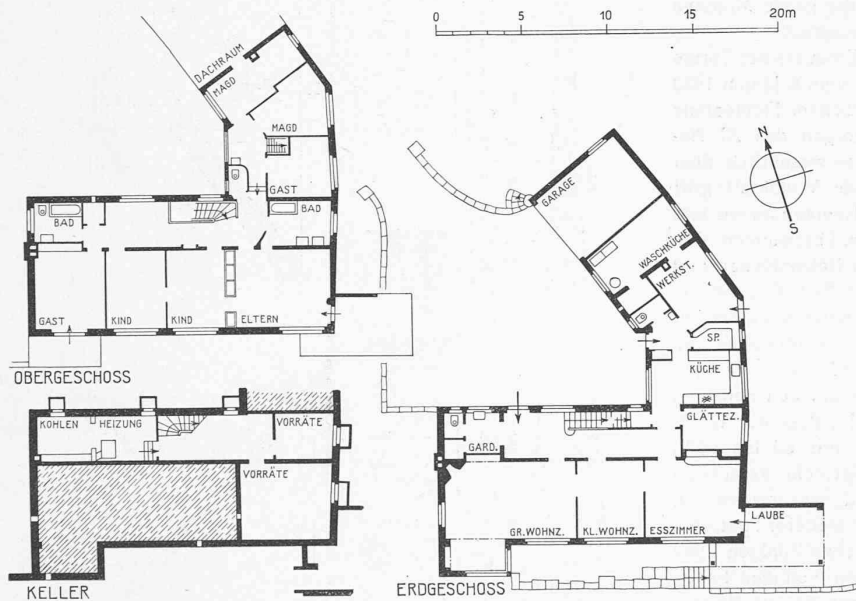 0 5 10 15 20m
DACHRAUM
MAGD
MAGD
GAST
BAD
BAD
GAST
KIND
KIND
ELTERN
OBERGESCHOSS
N
S
GARAGE
WASCHKÜCHE
WERKST.
SP.
KÜCHE
GLÄTTEZ.
GARD.
GR.WOHNZ.
KL.WOHNZ.
ESSZIMMER
LAUBE
ERDGESCHOSS
KOHLEN
HEIZUNG
VORRÄTE
VORRÄTE
KELLER